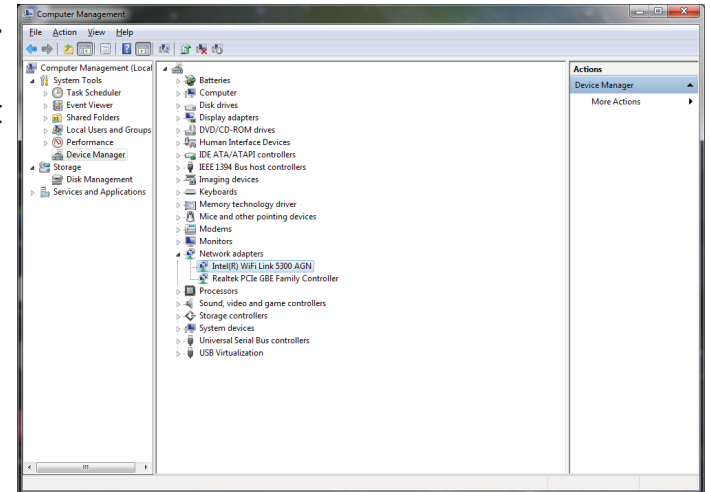 Computer Management
File Action View Help
Computer Management (Local
System Tools
Task Scheduler
Event Viewer
Shared Folders
Local Users and Groups
Performance
Device Manager
Storage
Disk Management
Services and Applications
Batteries
Computer
Disk drives
Display adapters
DVD/CD-ROM drives
Human Interface Devices
IDE ATA/ATAPI controllers
IEEE 1394 Bus host controllers
Imaging devices
Keyboards
Memory technology driver
Mice and other pointing devices
Modems
Monitors
Network adapters
Intel(R) WiFi Link 5300 AGN
Realtek PCIe GBE Family Controller
Processors
Sound, video and game controllers
Storage controllers
System devices
Universal Serial Bus controllers
USB Virtualization
Actions
Device Manager
More Actions